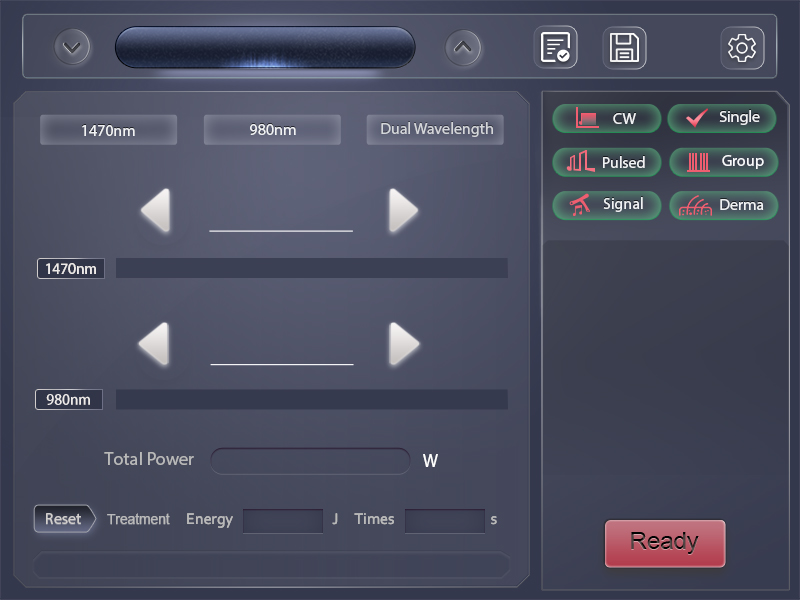 1470nm
980nm
Dual Wavelength
CW
Single
Pulsed
Group
Signal
Derma
1470nm
980nm
Total Power
W
Reset
Treatment
Energy
J
Times
s
Ready